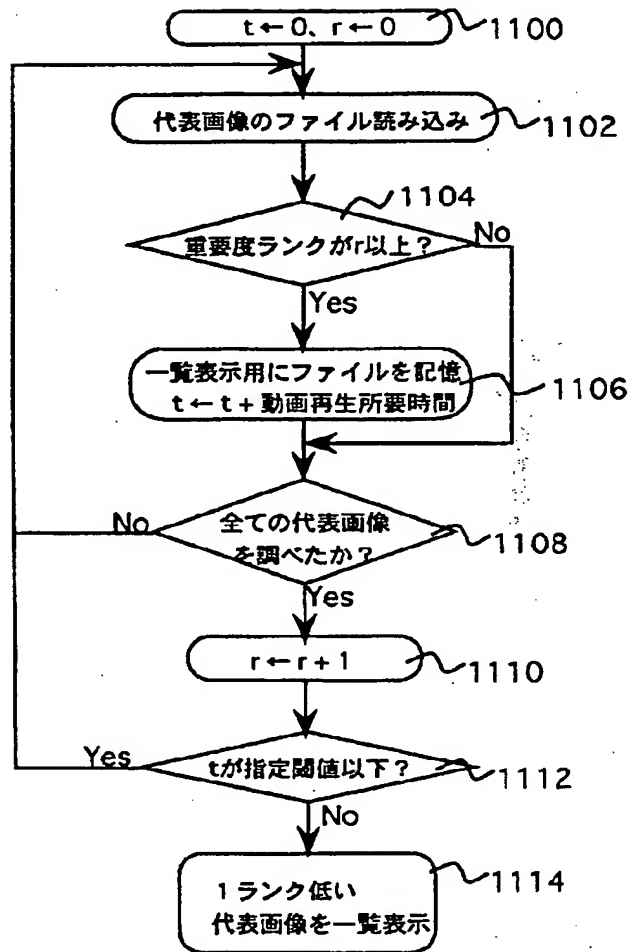 t←0、r←0
1100
代表画像のファイル読み込み
1102
1104
重要度ランクがr以上?
No
Yes
一覧表示用にファイルを記憶
t←t+動画再生所要時間
1106
全ての代表画像
を調べたか?
No
1108
Yes
r←r+1
1110
Yes
tが指定閾値以下?
1112
No
1ランク低い
代表画像を一覧表示
1114